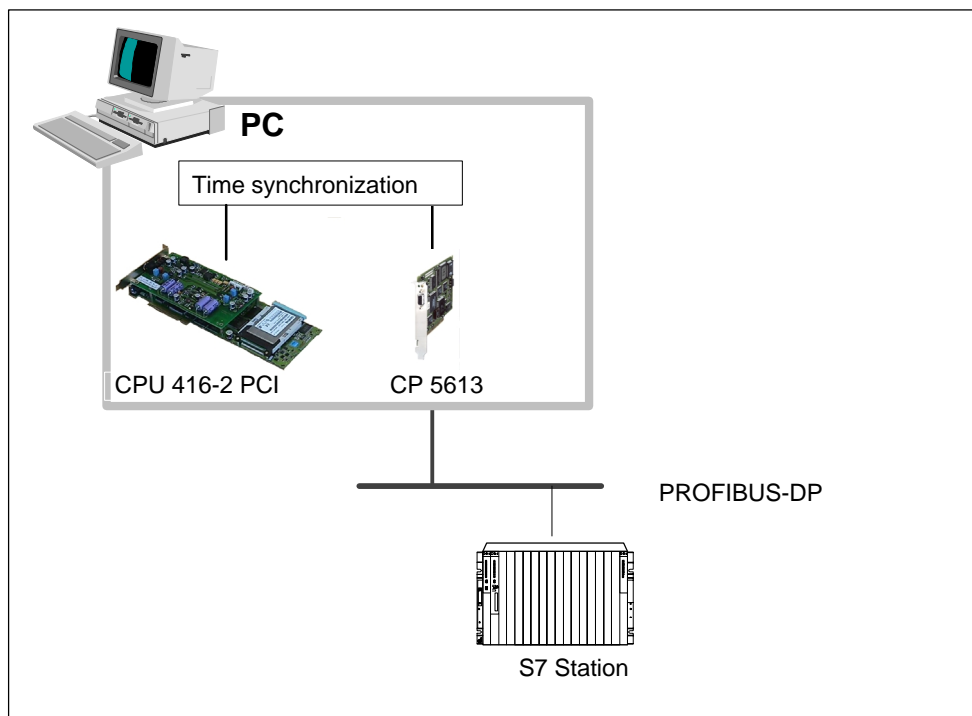 PC
Time synchronization
CPU 416-2 PCI
CP 5613
PROFIBUS-DP
S7 Station